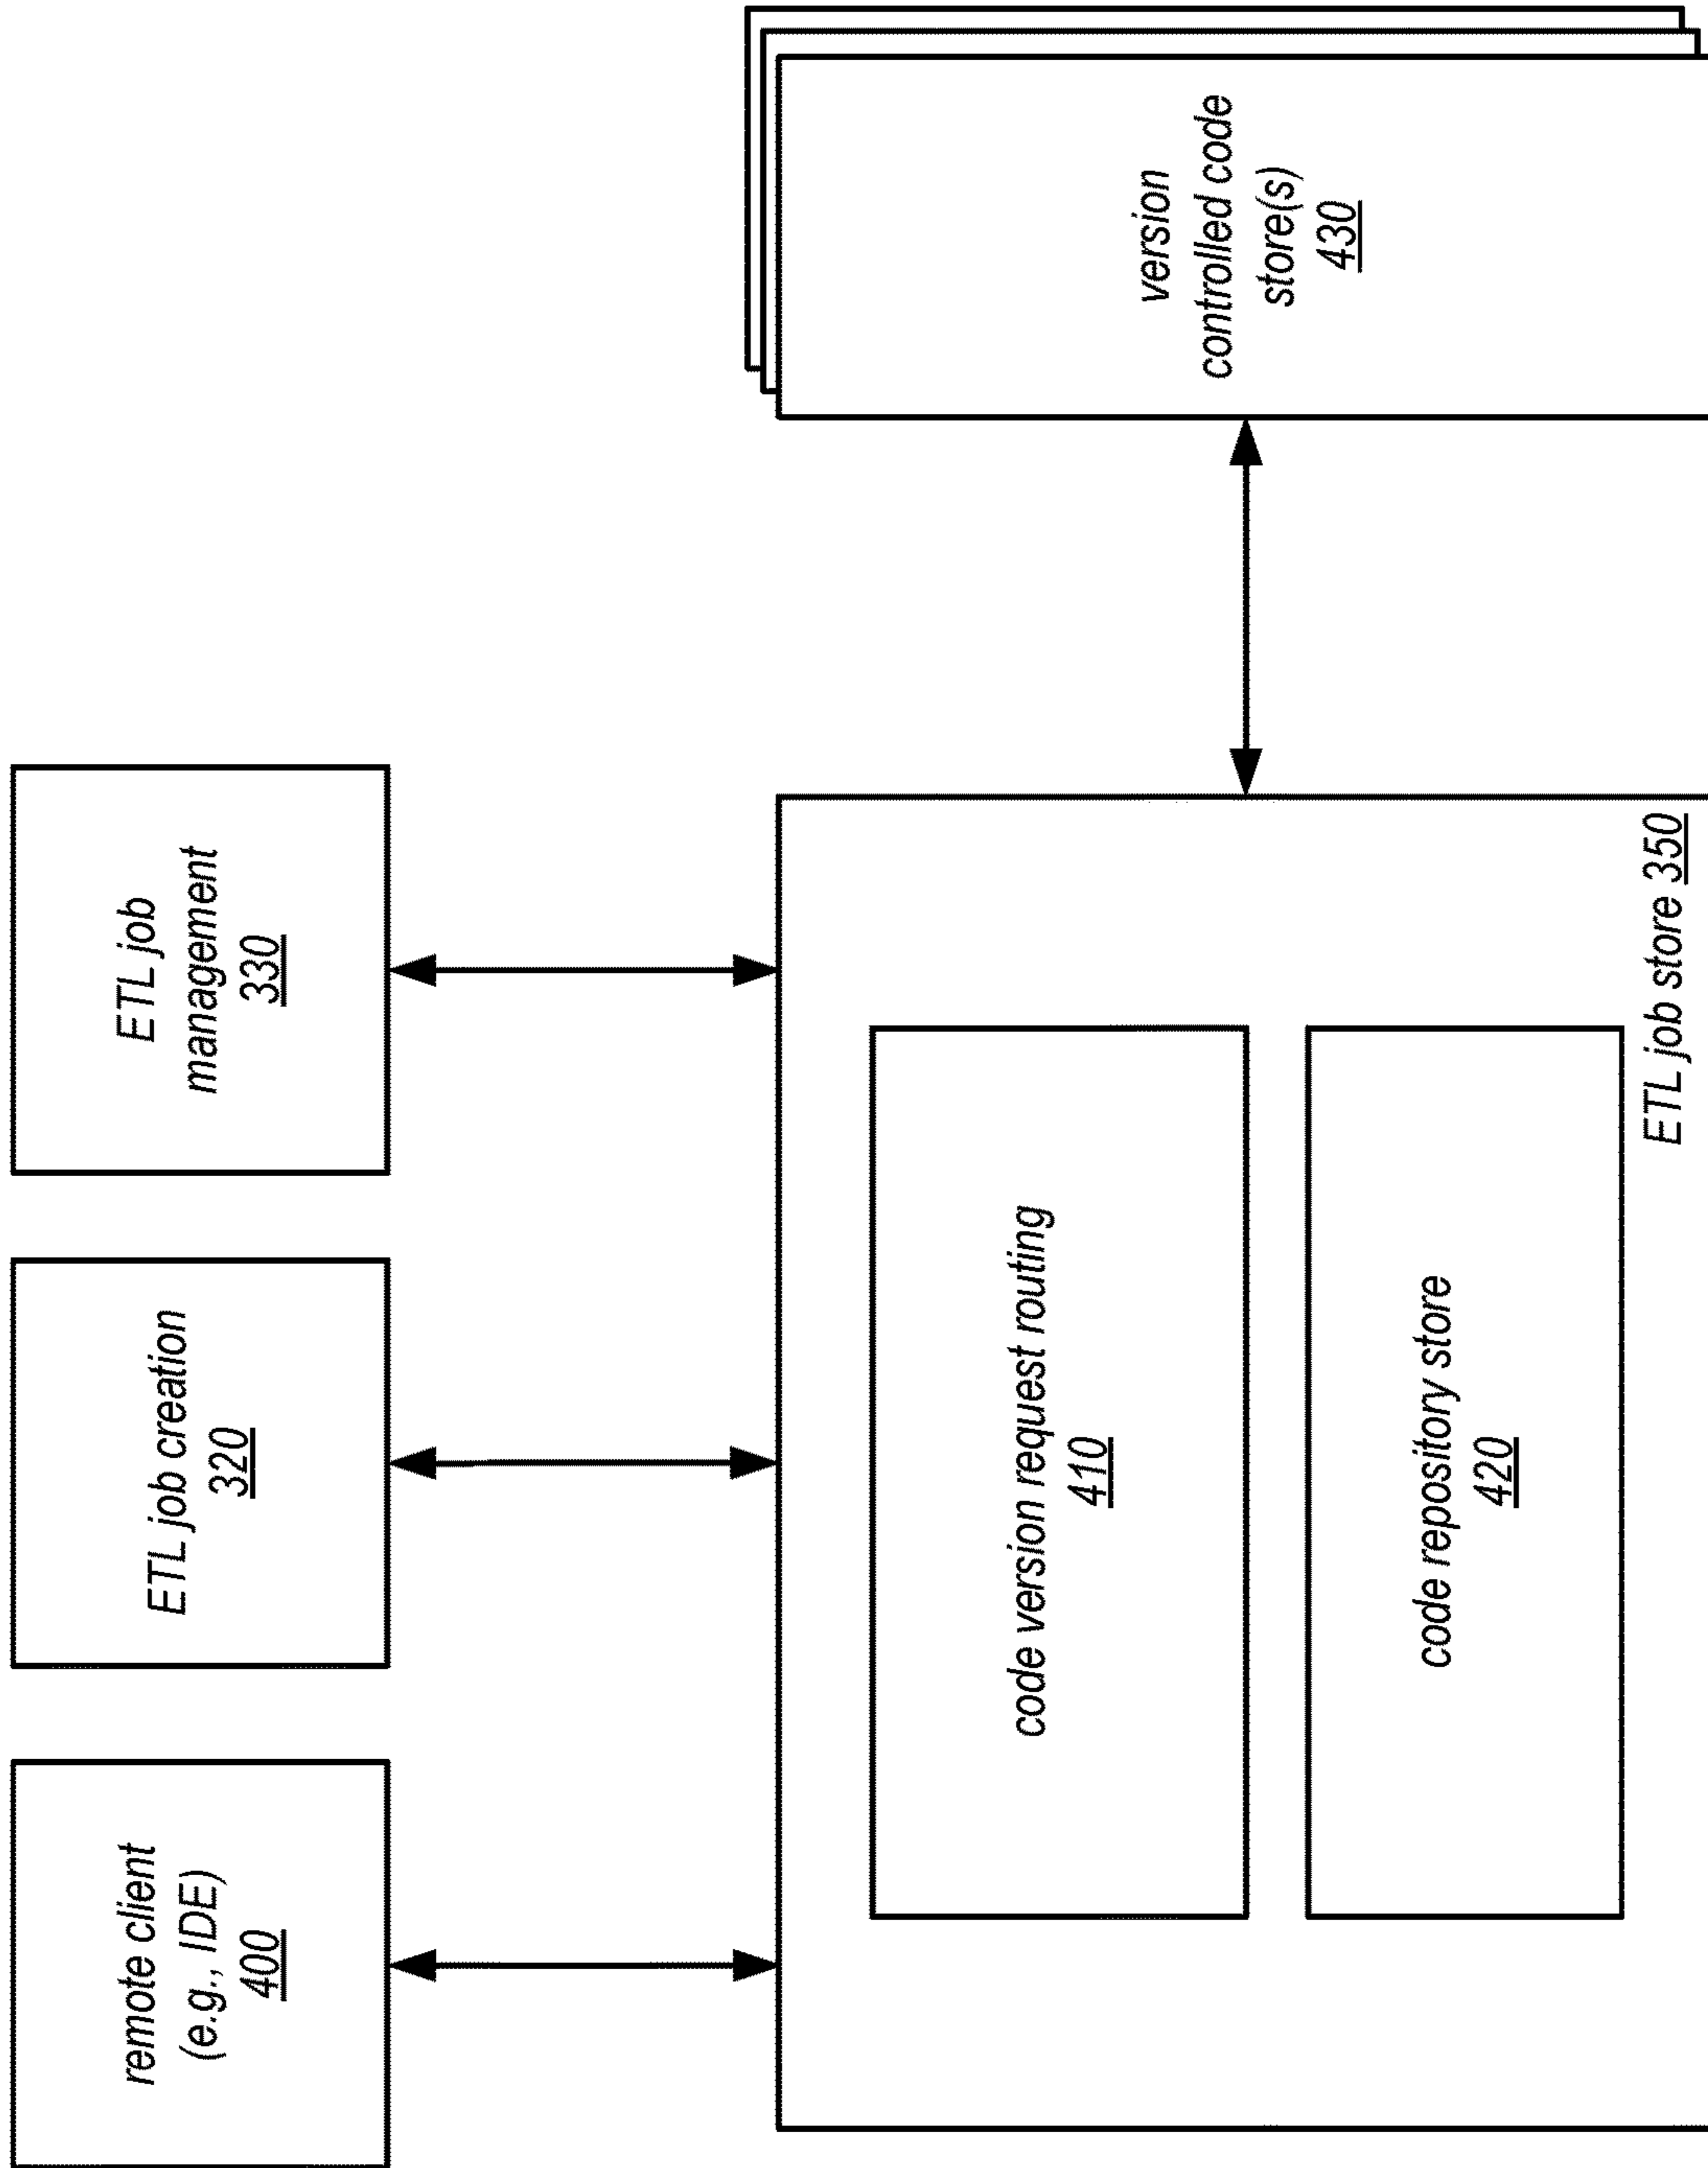 remote client
(e.g., IDE)
400
ETL job creation
320
ETL job
management
330
code version request routing
410
code repository store
420
ETL job store 350
version
controlled code
store(s)
430